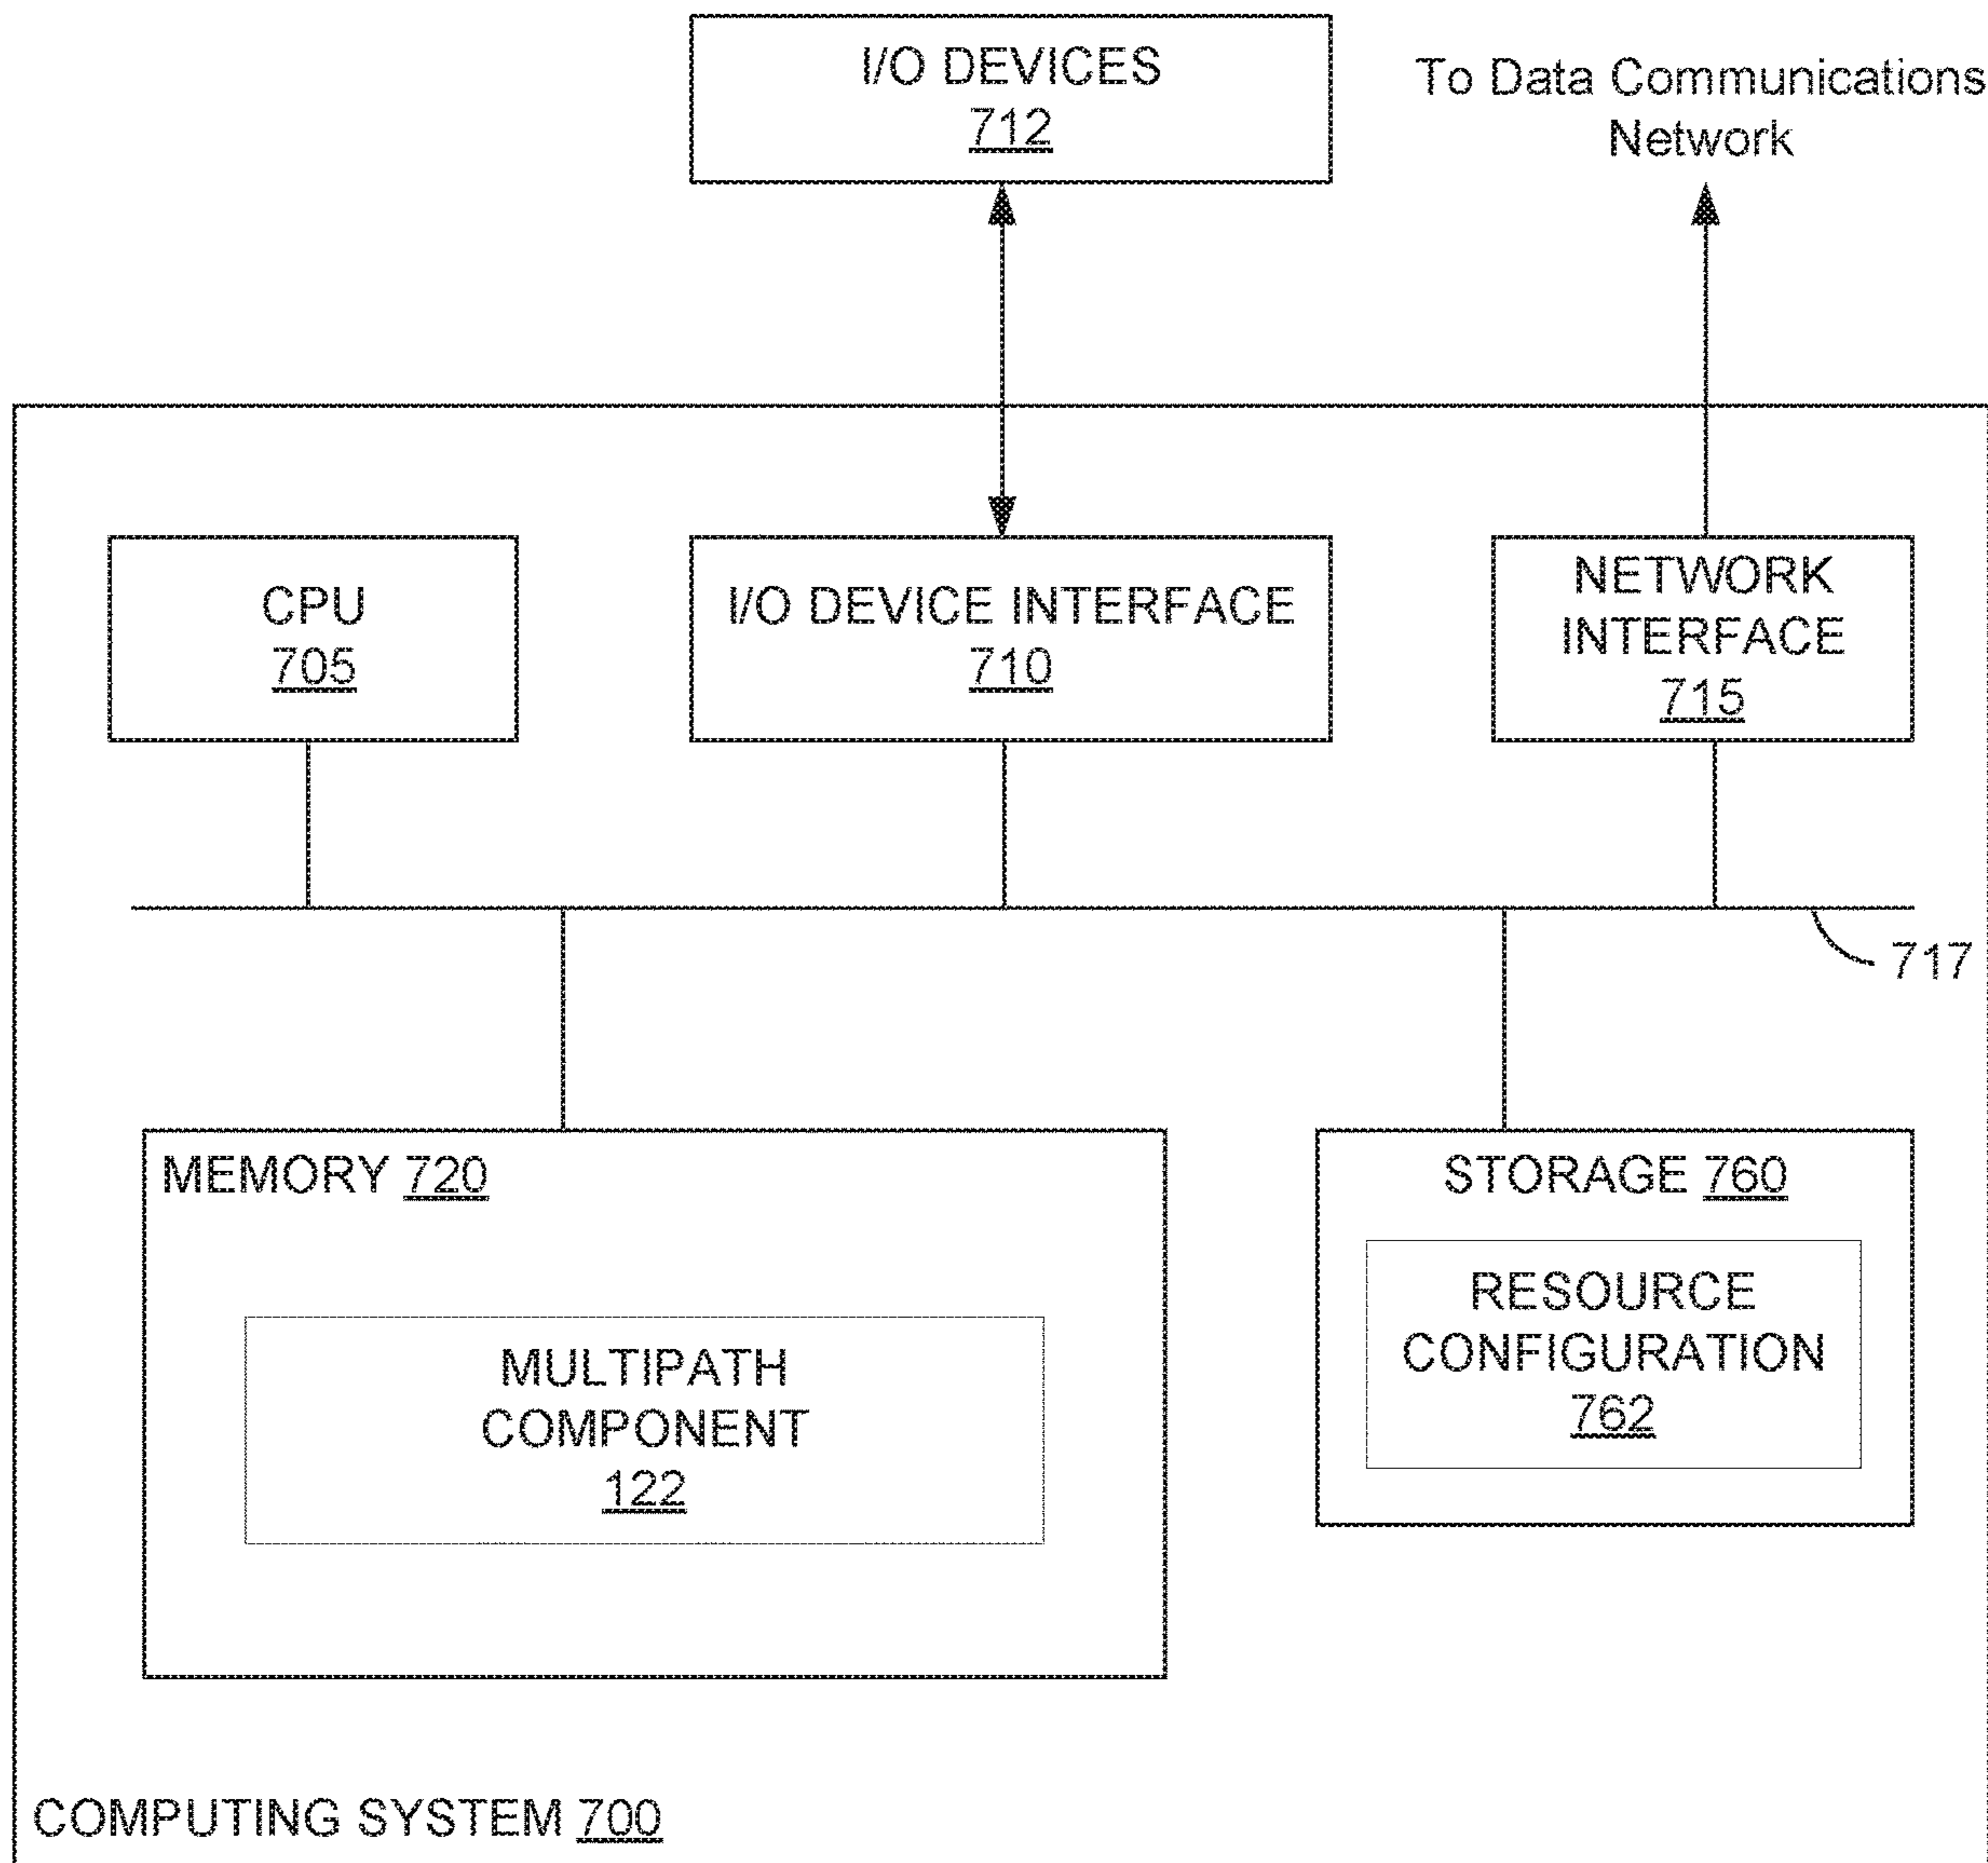 I/O DEVICES
712
To Data Communications
Network
CPU
705
I/O DEVICE INTERFACE
710
NETWORK
INTERFACE
715
717
MEMORY 720
MULTIPATH
COMPONENT
122
STORAGE 760
RESOURCE
CONFIGURATION
762
COMPUTING SYSTEM 700